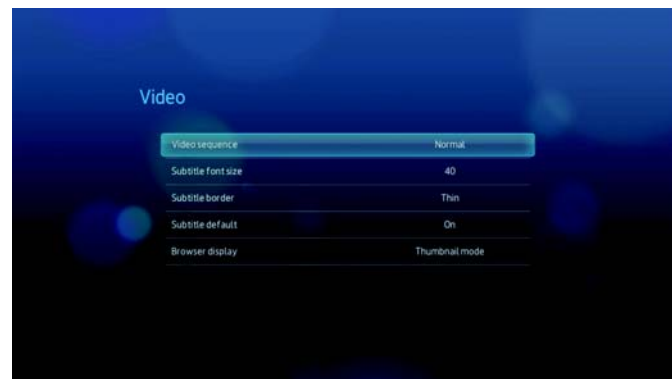 Video
Video sequence Normal
Subtitle font size 40
Subtitle border Thin
Subtitle default On
Browser display Thumbnail mode